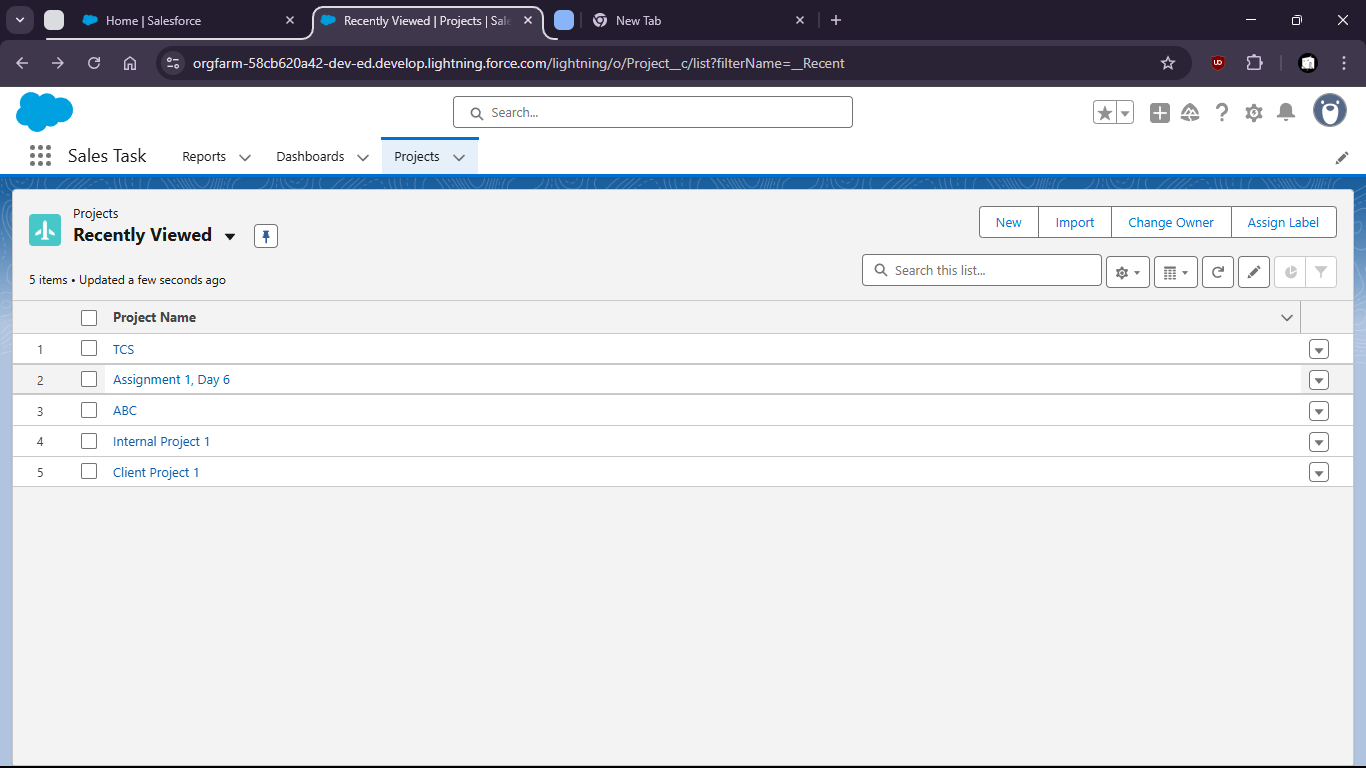 Home | Salesforce
Recently Viewed | Projects | Sale
New Tab
orgfarm-58cb620a42-dev-ed.develop.lightning.force.com/lightning/o/Project__c/list?filterName=__Recent
Search...
Sales Task
Reports
Dashboards
Projects
Projects
Recently Viewed
New
Import
Change Owner
Assign Label
5 items • Updated a few seconds ago
Search this list...
Project Name
1 TCS
2 Assignment 1, Day 6
3 ABC
4 Internal Project 1
5 Client Project 1